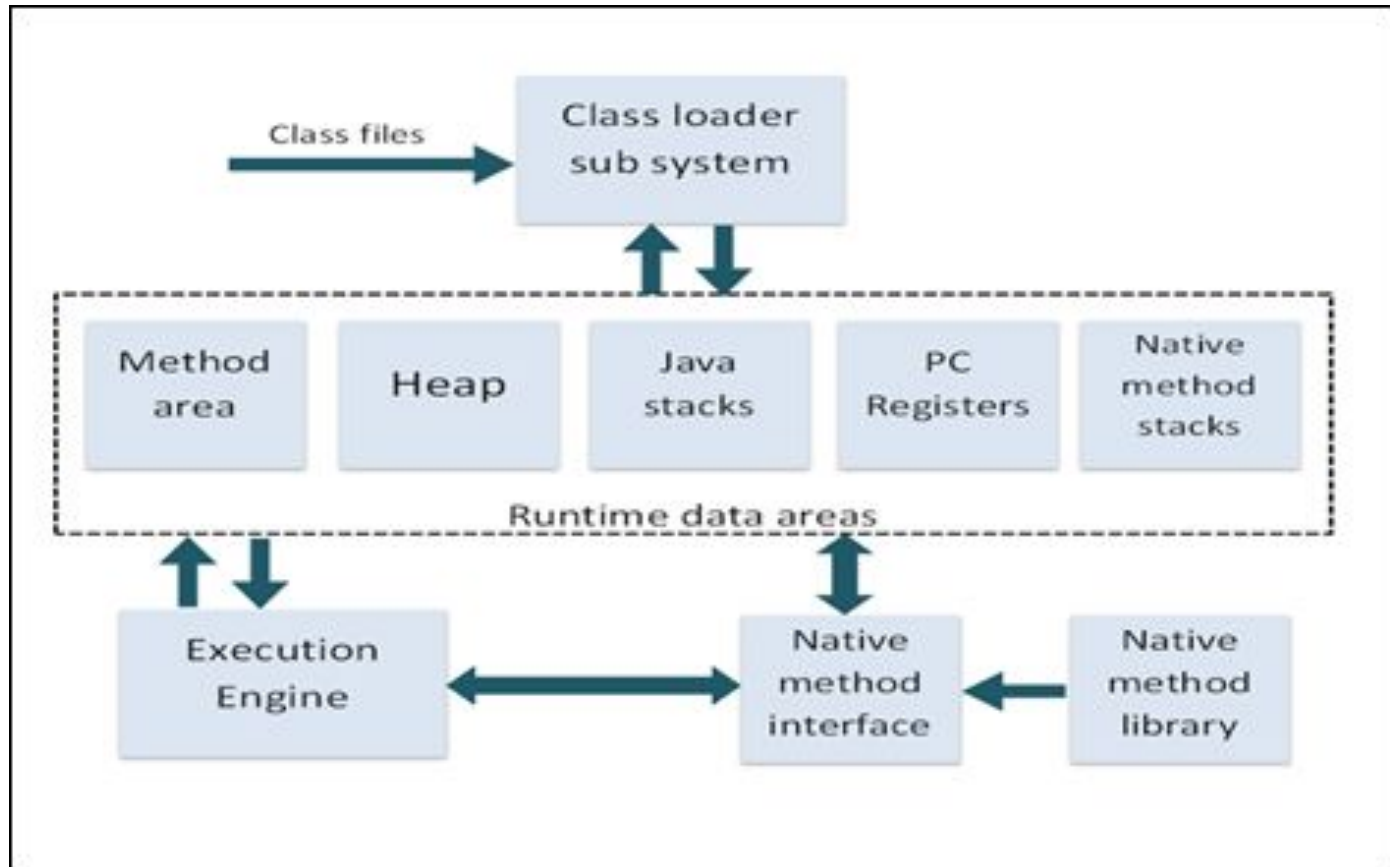 Class files
Class loader
sub system
Method
area
Heap
Java
stacks
PC
Registers
Native
method
stacks
Runtime data areas
Execution
Engine
Native
method
interface
Native
method
library